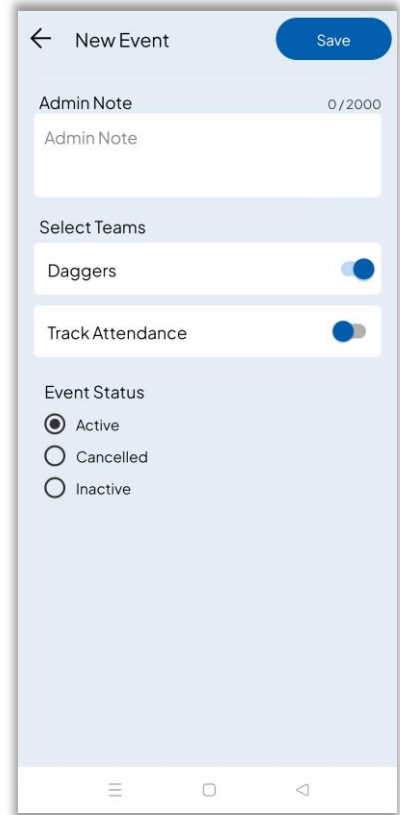 New Event
Save
Admin Note 0/2000
Admin Note
Select Teams
Daggers
Track Attendance
Event Status
Active
Cancelled
Inactive